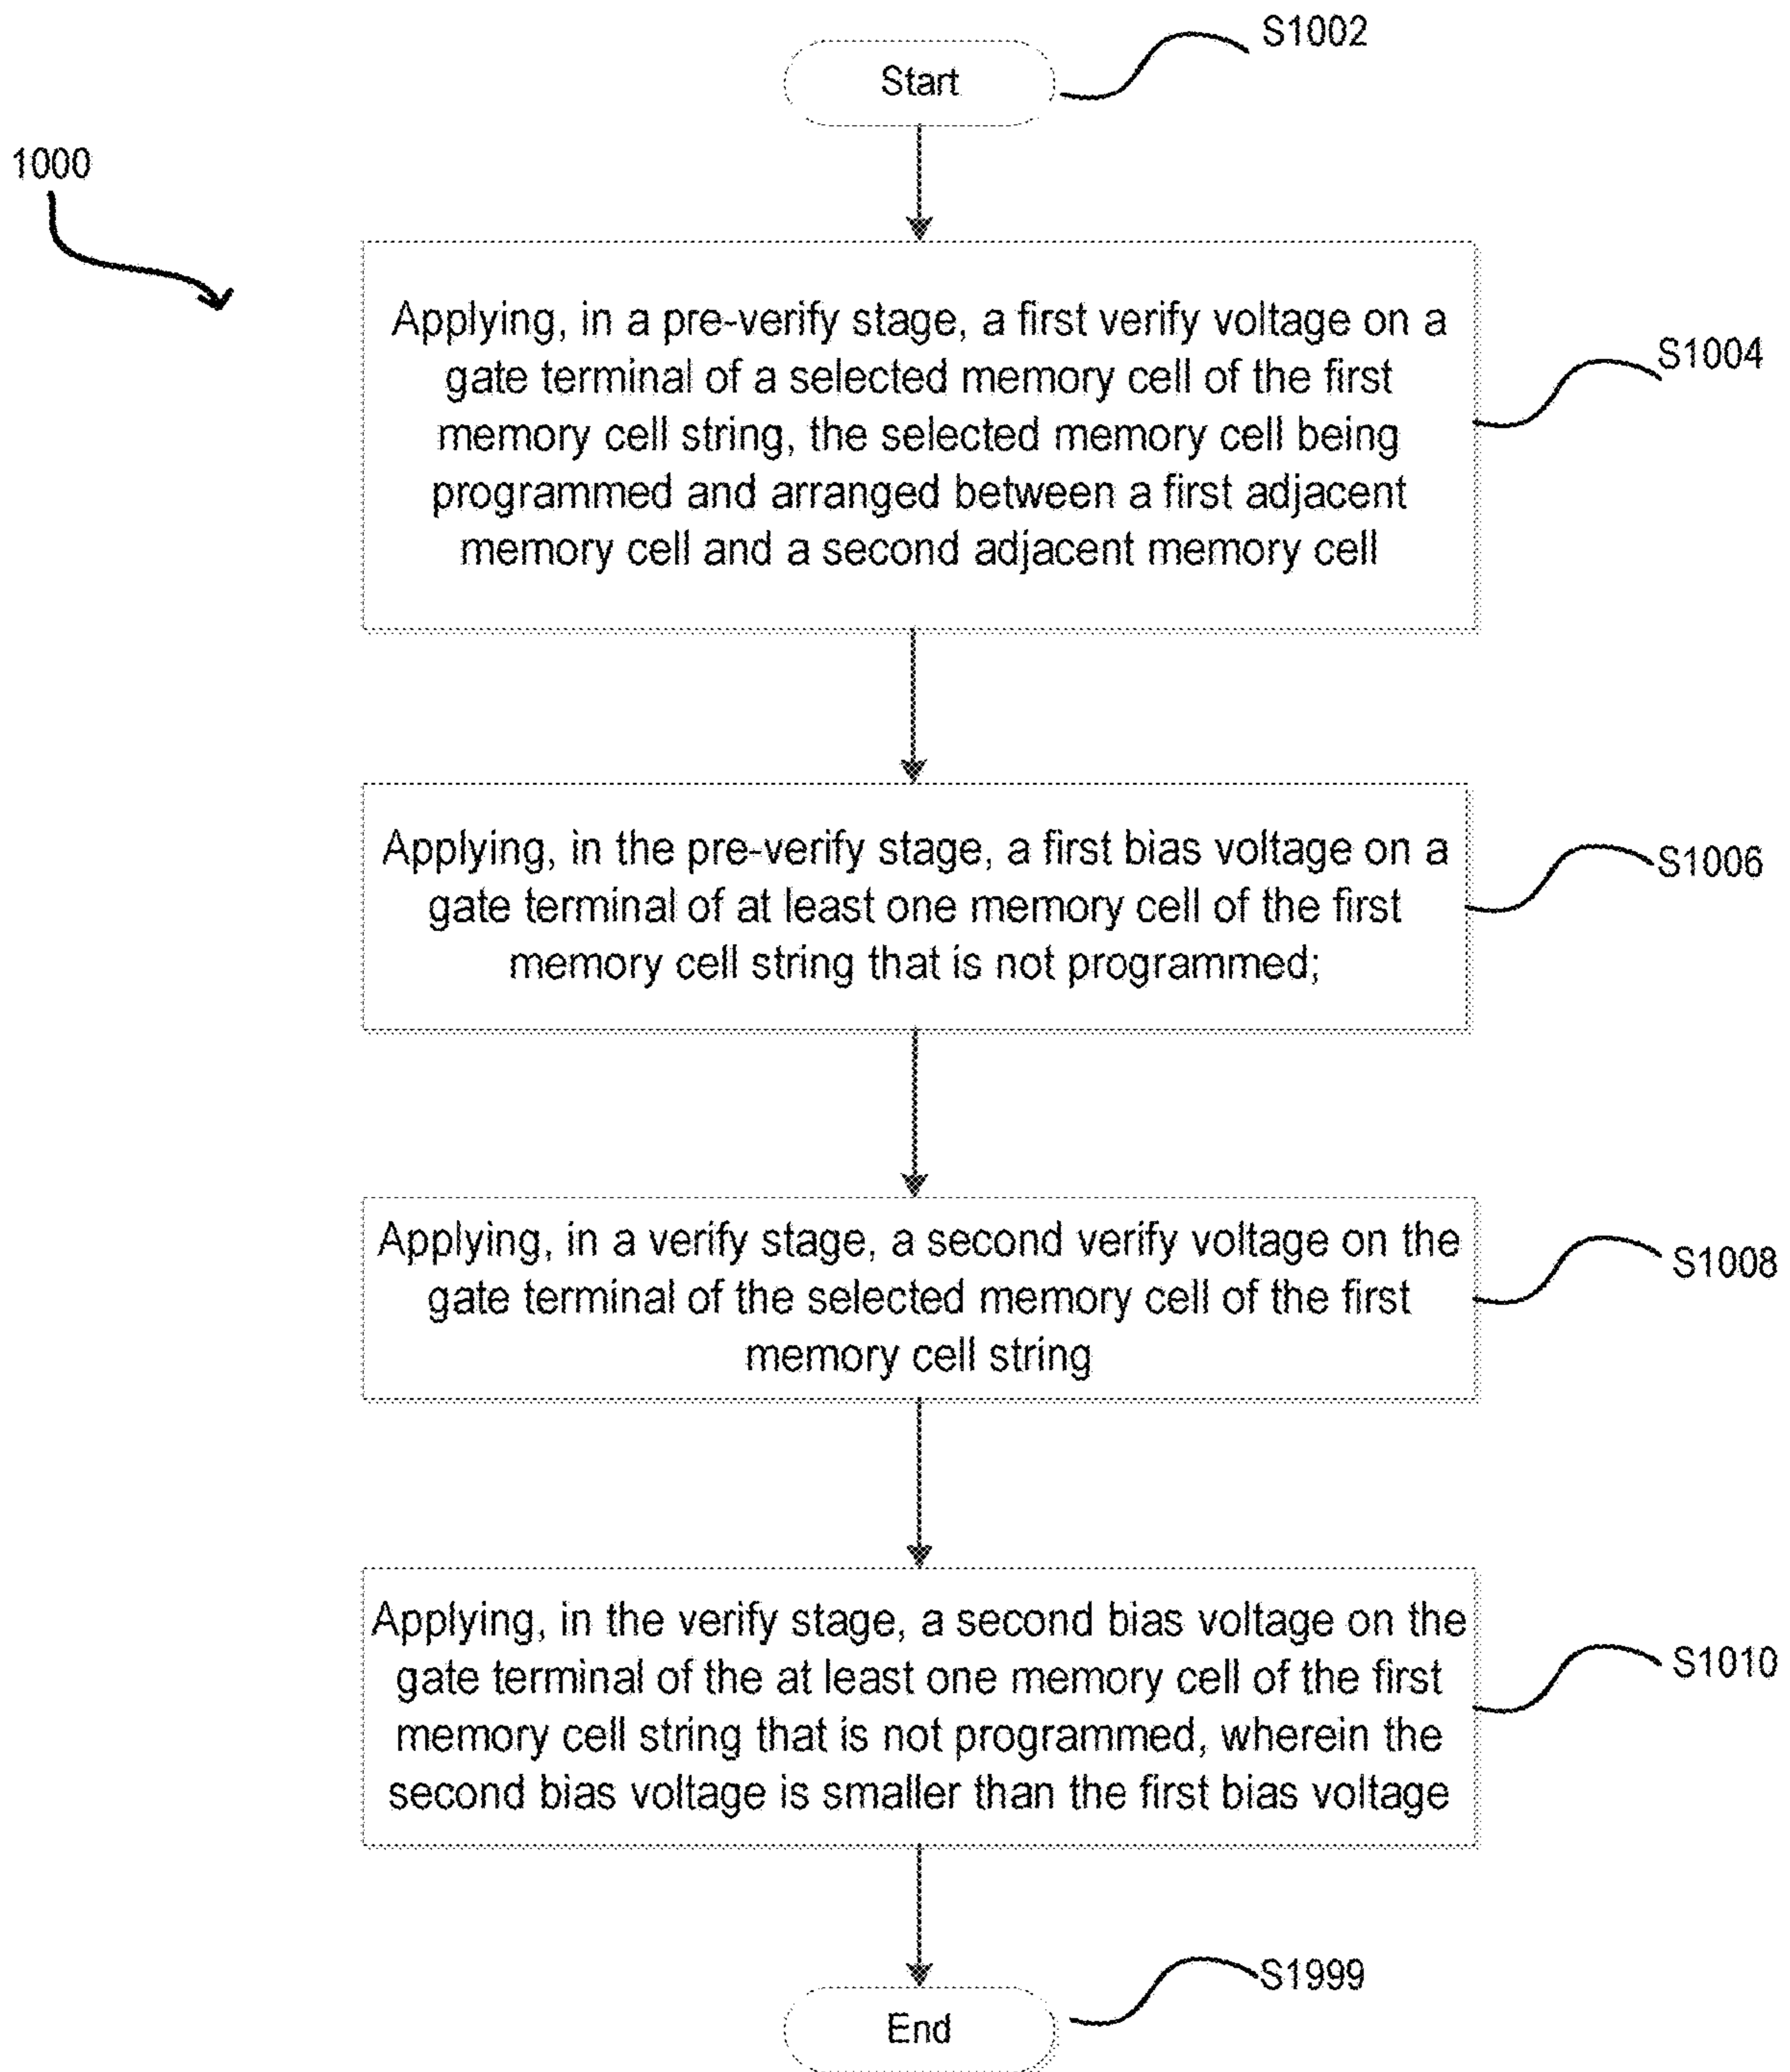 S1002
Start
1000
Applying, in a pre-verify stage, a first verify voltage on a
gate terminal of a selected memory cell of the first
memory cell string, the selected memory cell being
programmed and arranged between a first adjacent
memory cell and a second adjacent memory cell
S1004
Applying, in the pre-verify stage, a first bias voltage on a
gate terminal of at least one memory cell of the first
memory cell string that is not programmed;
S1006
Applying, in a verify stage, a second verify voltage on the
gate terminal of the selected memory cell of the first
memory cell string
S1008
Applying, in the verify stage, a second bias voltage on the
gate terminal of the at least one memory cell of the first
memory cell string that is not programmed, wherein the
second bias voltage is smaller than the first bias voltage
S1010
S1999
End